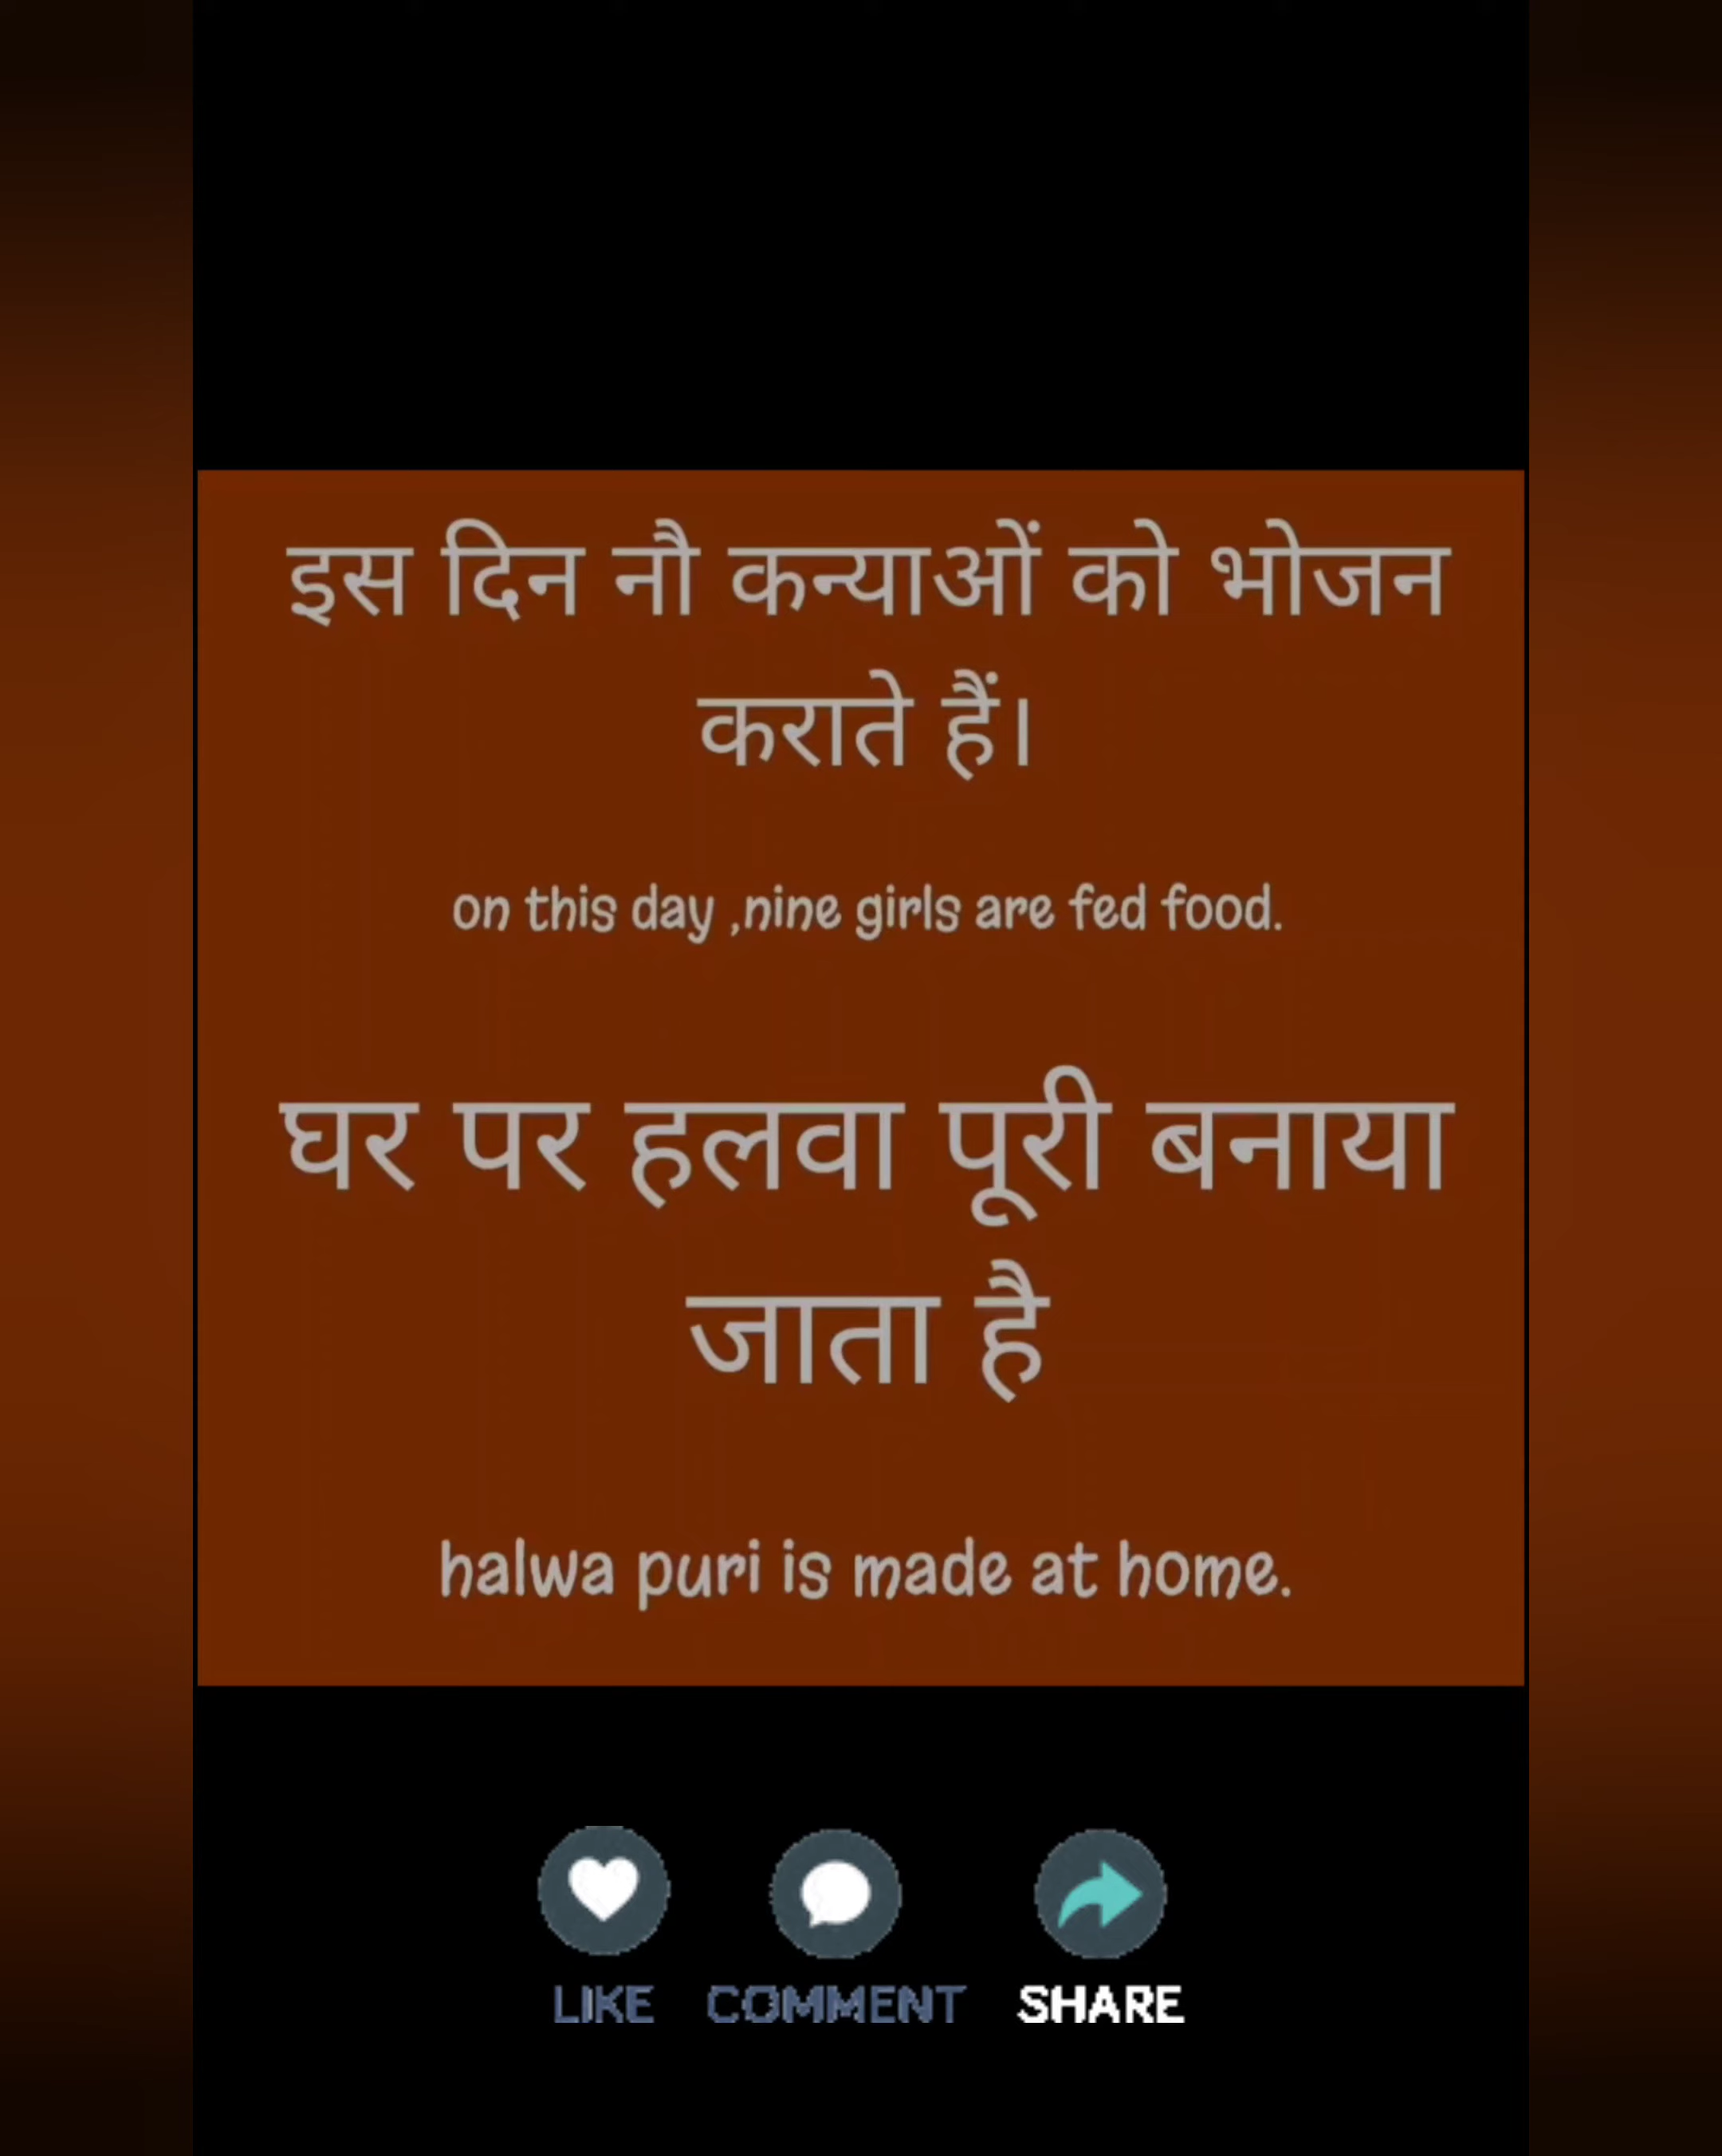 इस दिन नौ कन्याओं को भोजन
कराते हैं।
on this day ,nine girls are fed food.
घर पर हलवा पूरी बनाया
जाता है
halwa puri is made at home.
LIKE COMMENT SHARE